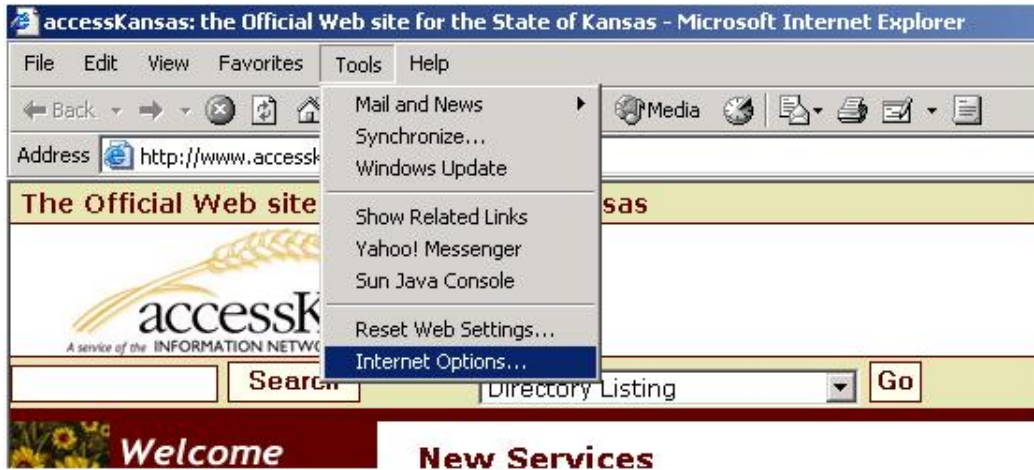 accessKansas: the Official Web site for the State of Kansas - Microsoft Internet Explorer
File Edit View Favorites Tools Help
Back Media
Mail and News
Synchronize...
Windows Update
Address http://www.accessk
The Official Web site sas
Show Related Links
Yahoo! Messenger
Sun Java Console
accessK
A service of the INFORMATION NETWO
Reset Web Settings...
Internet Options...
Search Directory Listing Go
Welcome New Services